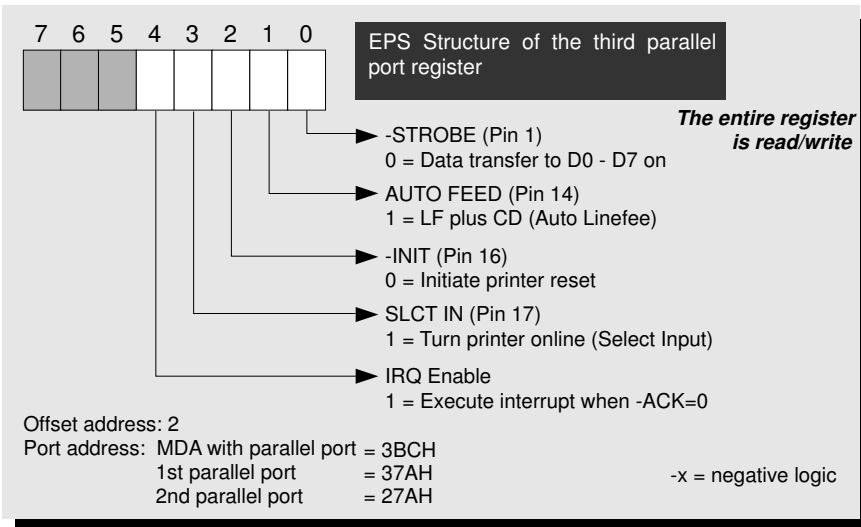 7 6 5 4 3 2 1 0
EPS Structure of the third parallel
port register
The entire register
is read/write
-STROBE (Pin 1)
0 = Data transfer to D0 - D7 on
AUTO FEED (Pin 14)
1 = LF plus CD (Auto Linefee)
-INIT (Pin 16)
0 = Initiate printer reset
SLCT IN (Pin 17)
1 = Turn printer online (Select Input)
IRQ Enable
1 = Execute interrupt when -ACK=0
Offset address: 2
Port address: MDA with parallel port = 3BCH
1st parallel port = 37AH
2nd parallel port = 27AH
-x = negative logic